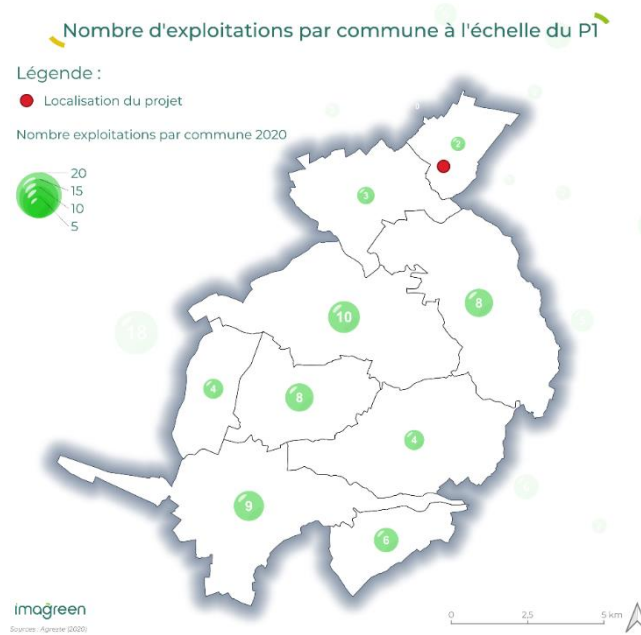 Nombre d'exploitations par commune à l'échelle du P1
Légende :
Localisation du projet
Nombre exploitations par commune 2020
20
15
10
5
2
3
8
10
18
4
8
4
9
6
imagreen
Sources : Agreste (2020)
0 2,5 5 km